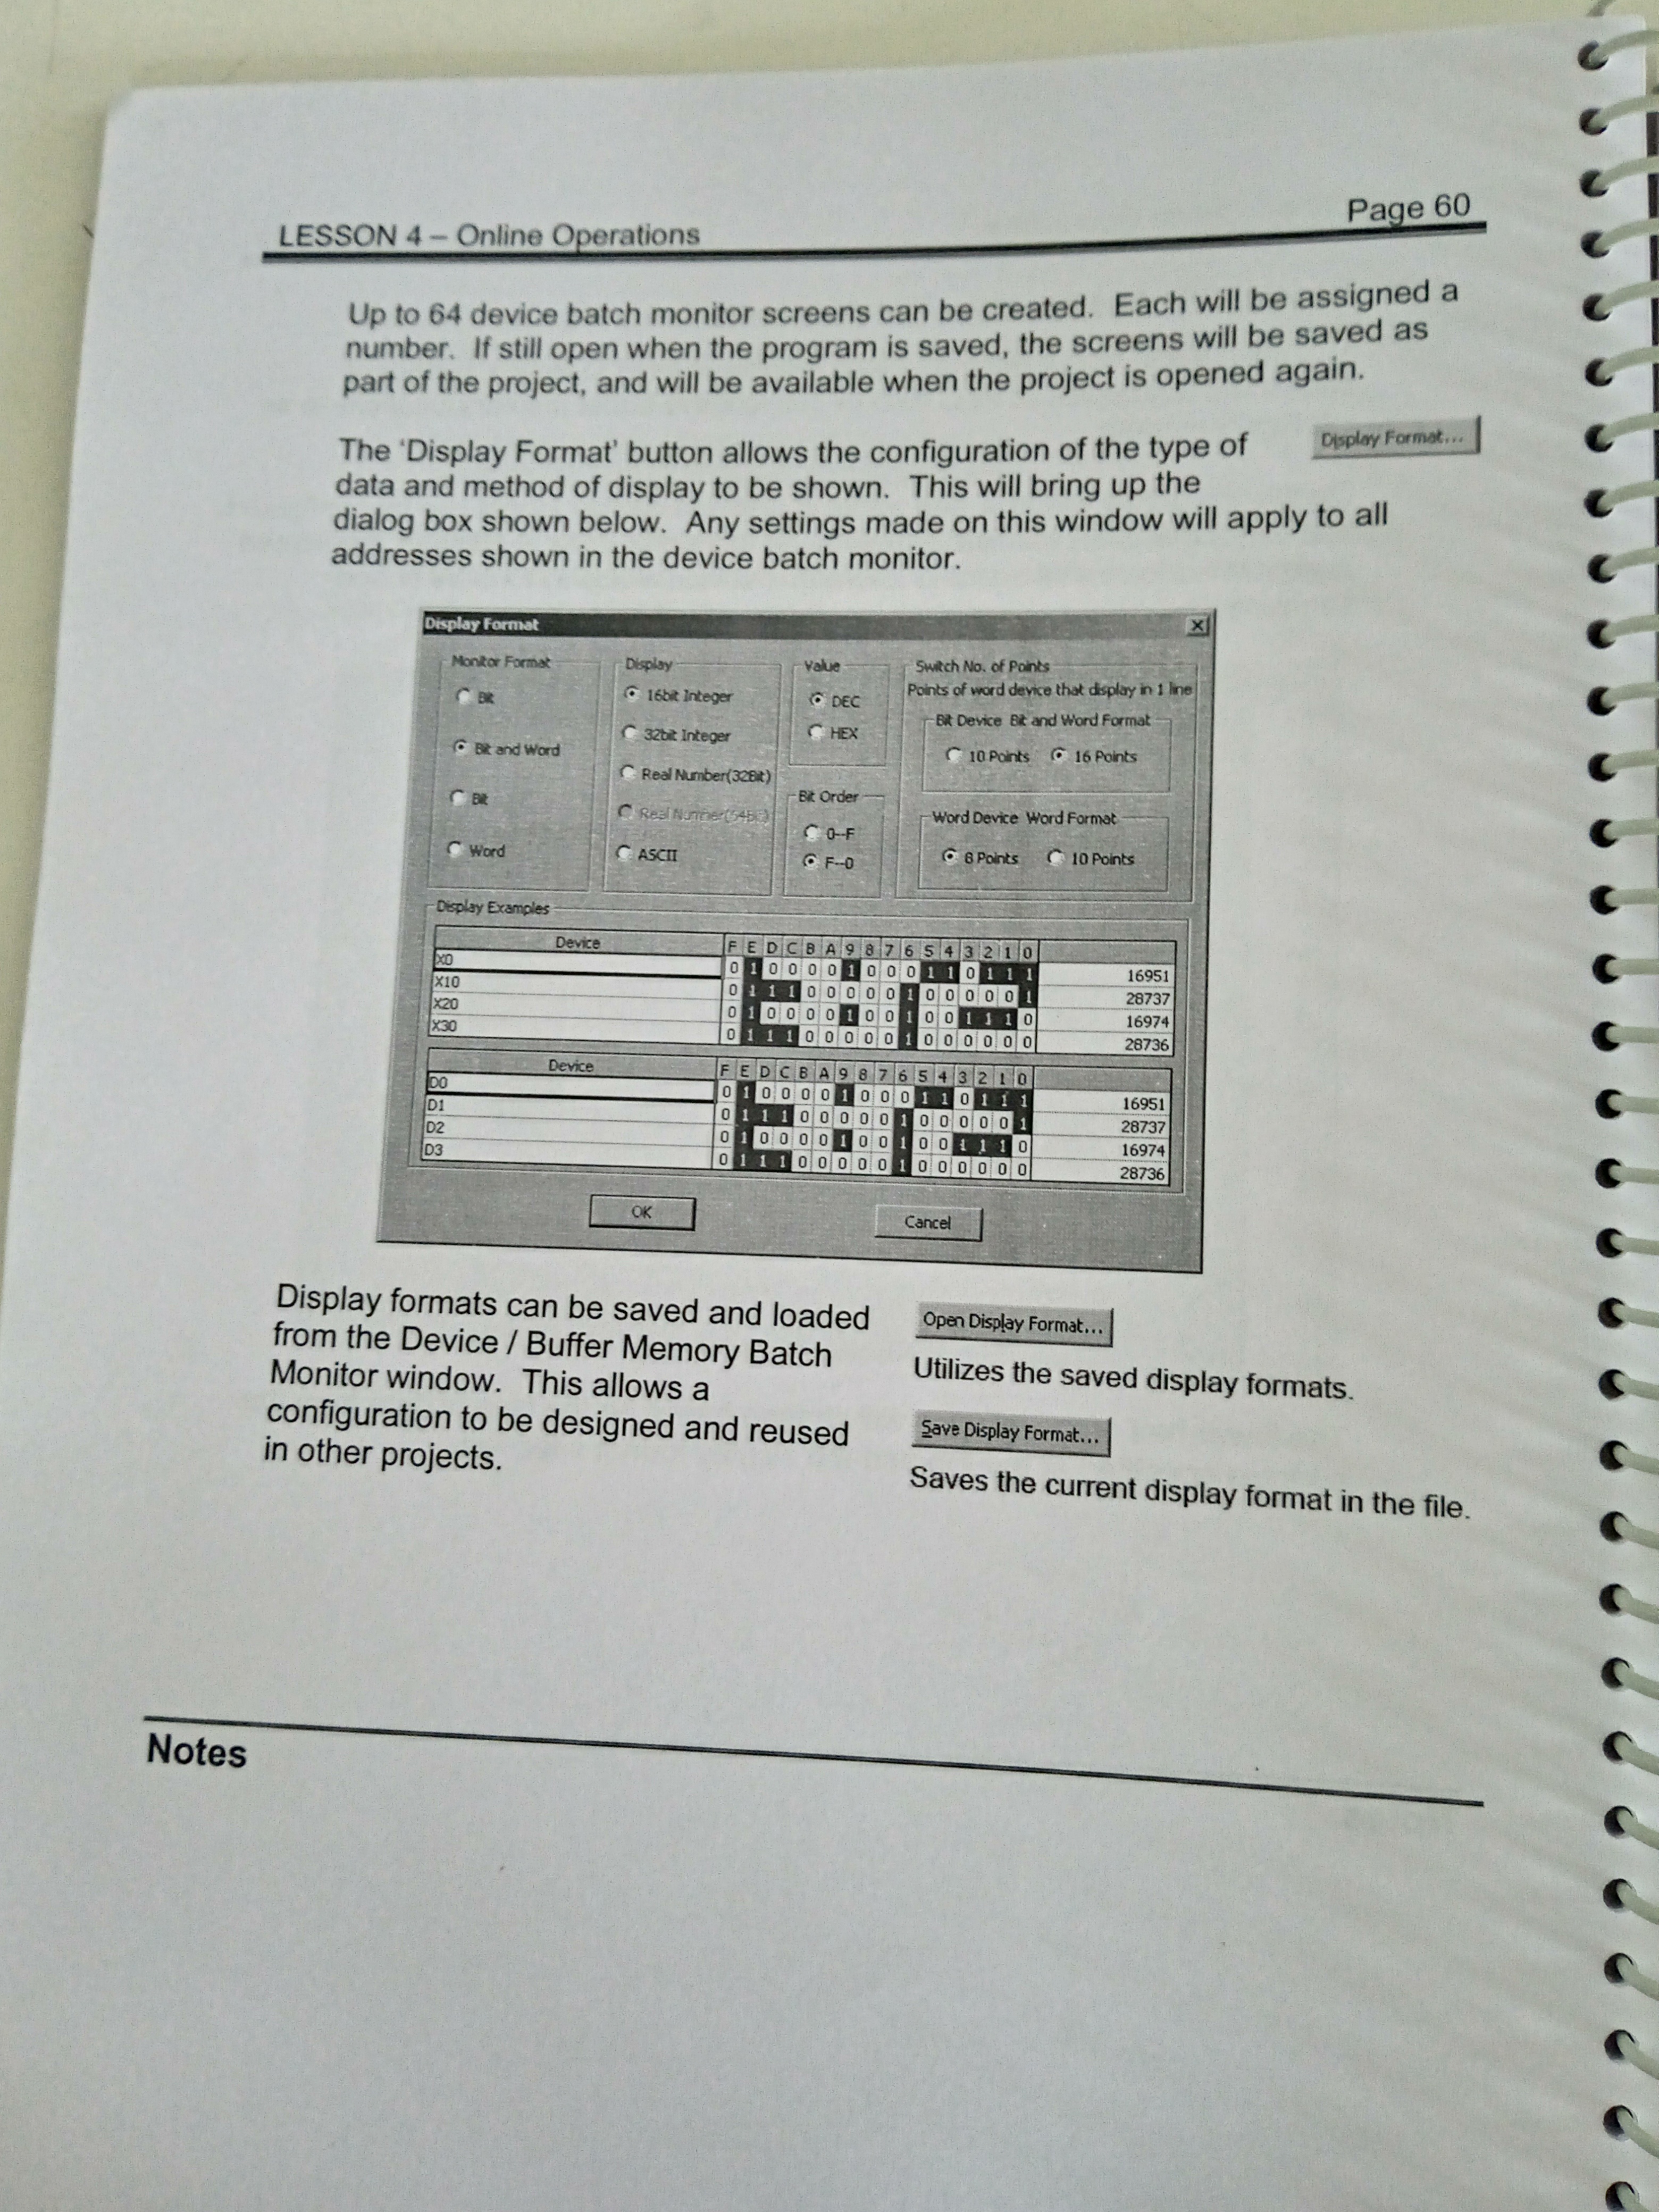 LESSON 4 – Online Operations
Page 60
Up to 64 device batch monitor screens can be created. Each will be assigned a
number. If still open when the program is saved, the screens will be saved as
part of the project, and will be available when the project is opened again.
The ‘Display Format’ button allows the configuration of the type of
Display Format...
data and method of display to be shown. This will bring up the
dialog box shown below. Any settings made on this window will apply to all
addresses shown in the device batch monitor.
Display Format
Monitor Format
Bit
Bit and Word
Bit
Word
Display
16bit Integer
32bit Integer
Real Number(32Bit)
Real Number(64Bit)
ASCII
Value
DEC
HEX
Bit Order
0--F
F--0
Switch No. of Points
Points of word device that display in 1 line
Bit Device Bit and Word Format
10 Points 16 Points
Word Device Word Format
8 Points 10 Points
Display Examples
Device F E D C B A 9 8 7 6 5 4 3 2 1 0
X0 0 1 0 0 0 0 1 0 0 0 1 1 0 1 1 1 16951
X10 0 1 1 1 0 0 0 0 0 1 0 0 0 0 0 1 28737
X20 0 1 0 0 0 0 1 0 0 1 0 0 1 1 1 0 16974
X30 0 1 1 1 0 0 0 0 0 1 0 0 0 0 0 0 28736
Device F E D C B A 9 8 7 6 5 4 3 2 1 0
D0 0 1 0 0 0 0 1 0 0 0 1 1 0 1 1 1 16951
D1 0 1 1 1 0 0 0 0 0 1 0 0 0 0 0 1 28737
D2 0 1 0 0 0 0 1 0 0 1 0 0 1 1 1 0 16974
D3 0 1 1 1 0 0 0 0 0 1 0 0 0 0 0 0 28736
OK
Cancel
Display formats can be saved and loaded
from the Device / Buffer Memory Batch
Monitor window. This allows a
configuration to be designed and reused
in other projects.
Open Display Format...
Utilizes the saved display formats.
Save Display Format...
Saves the current display format in the file.
Notes